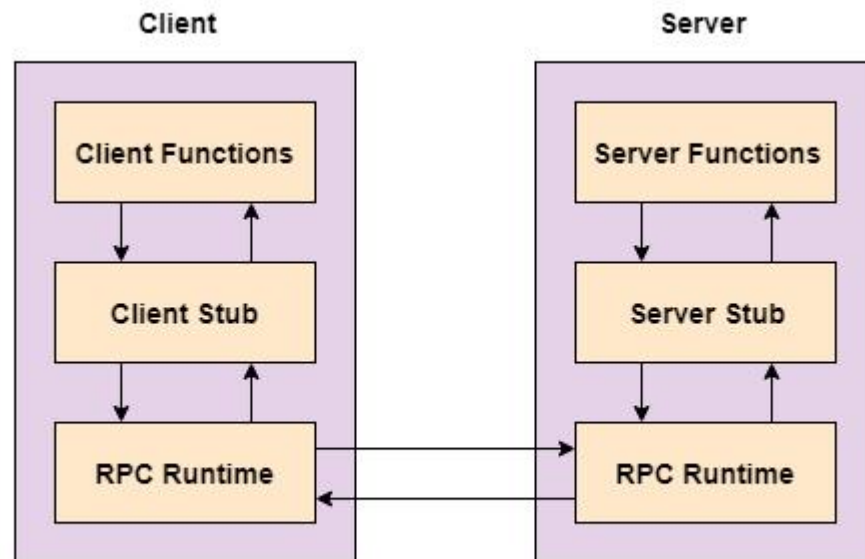 Client
Server
Client Functions
Server Functions
Client Stub
Server Stub
RPC Runtime
RPC Runtime